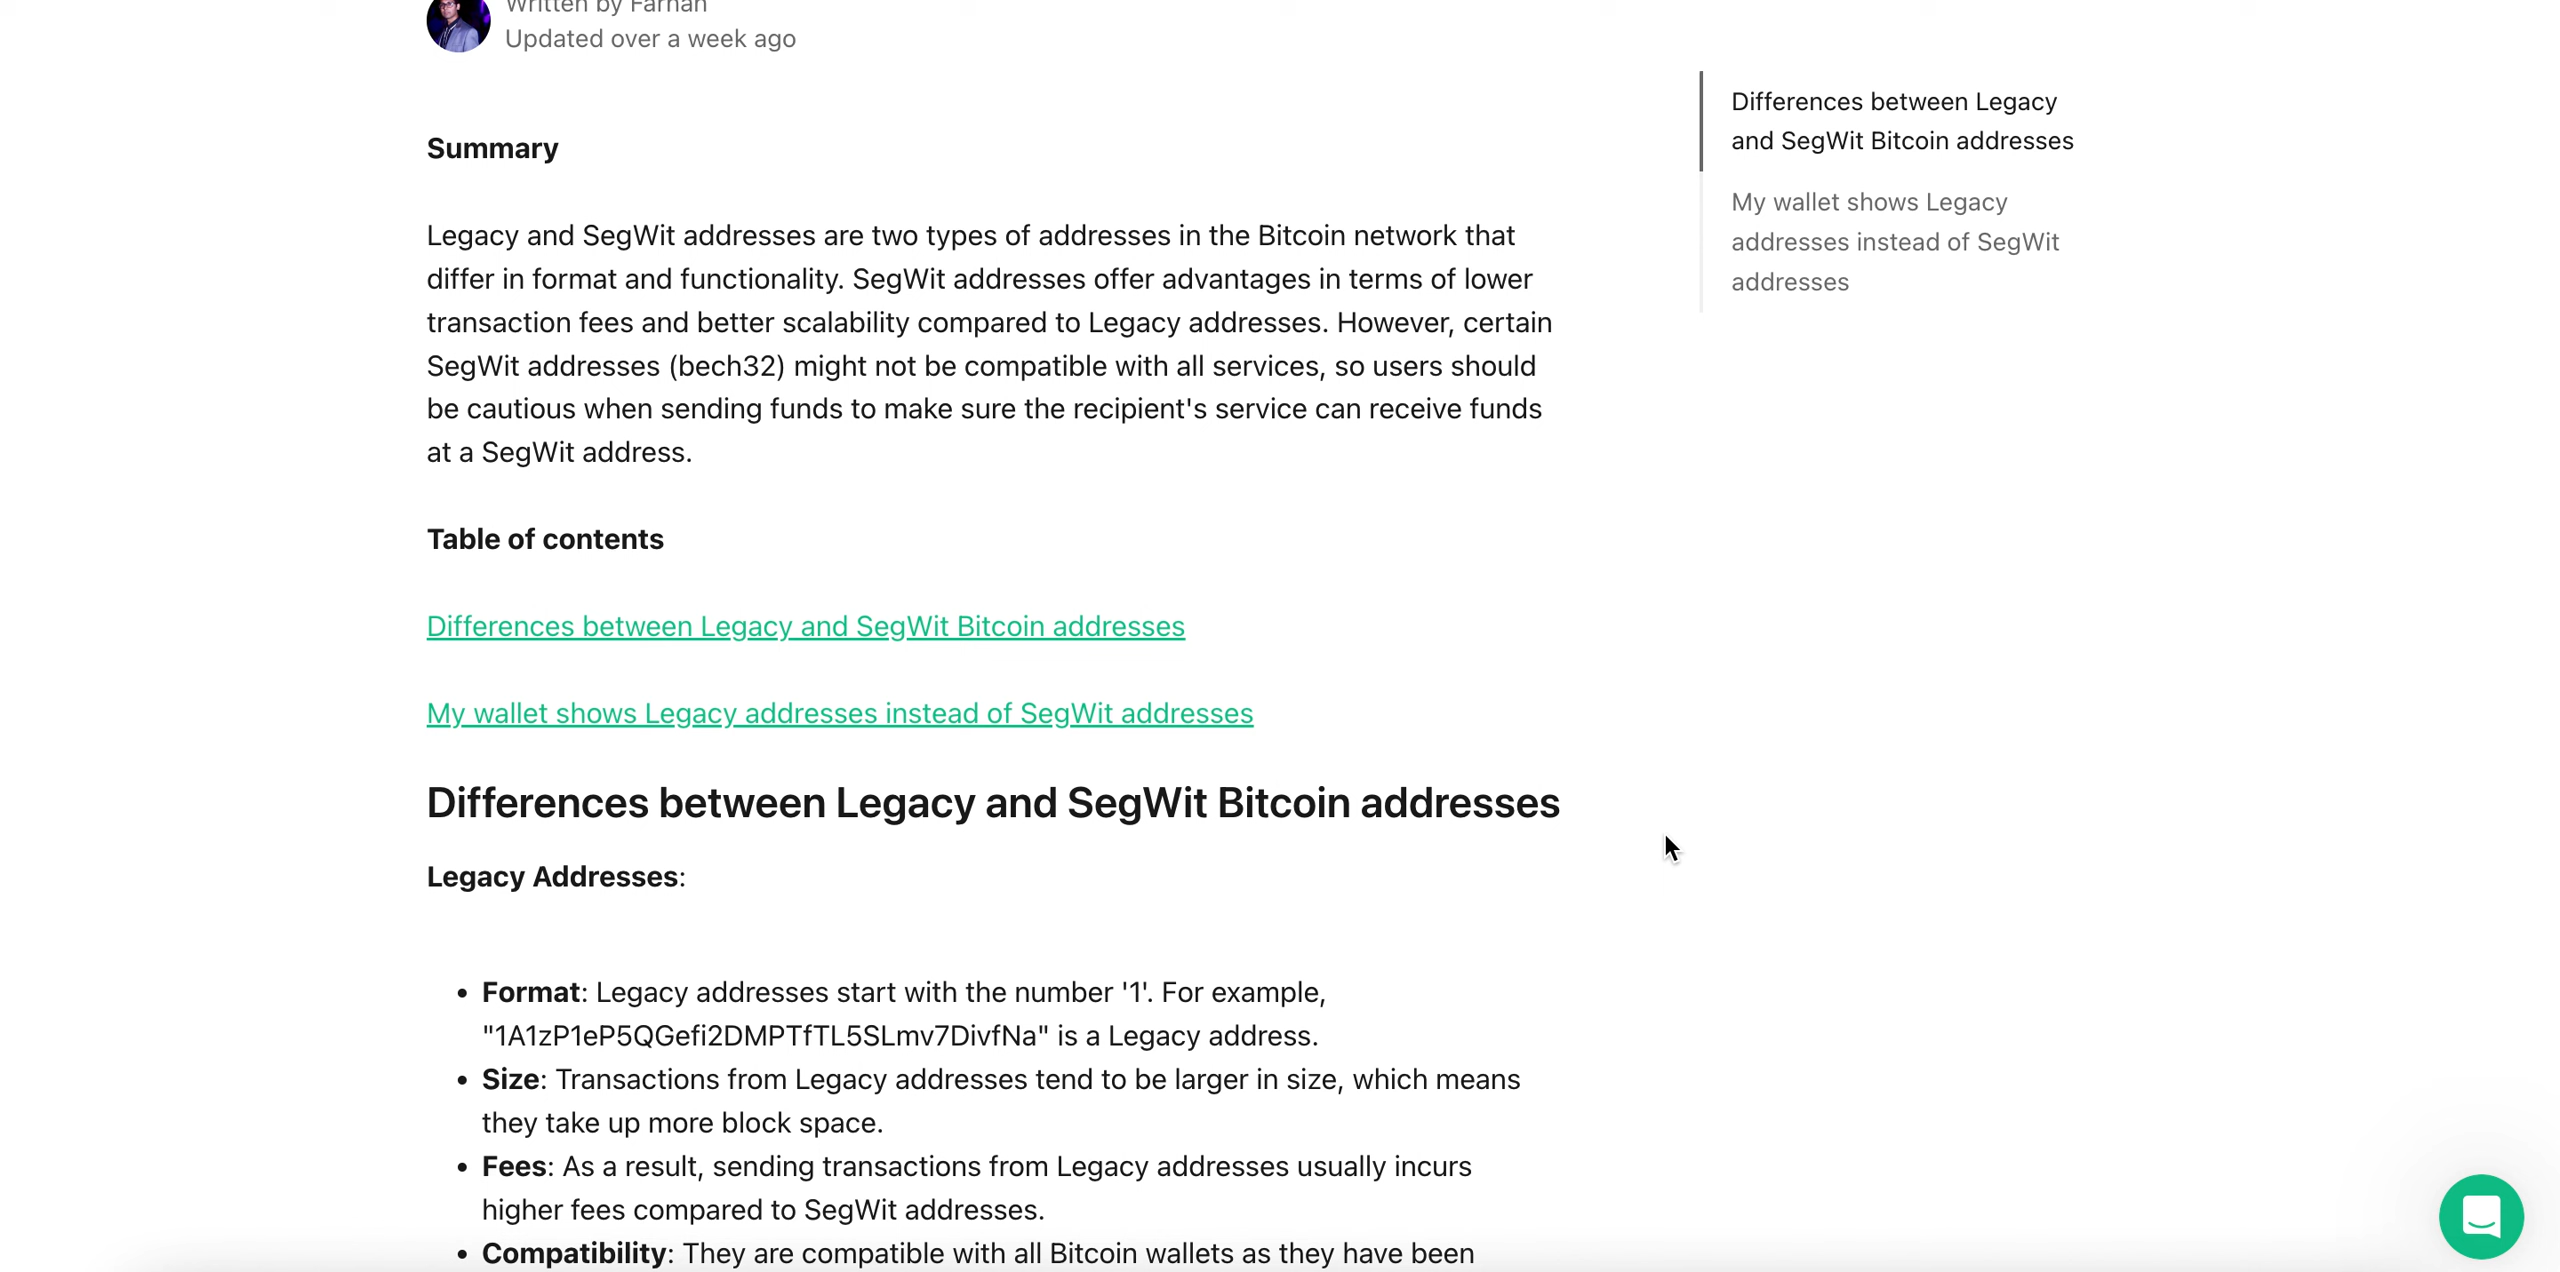 Written by Farhan
Updated over a week ago
Summary
Legacy and SegWit addresses are two types of addresses in the Bitcoin network that
differ in format and functionality. SegWit addresses offer advantages in terms of lower
transaction fees and better scalability compared to Legacy addresses. However, certain
SegWit addresses (bech32) might not be compatible with all services, so users should
be cautious when sending funds to make sure the recipient's service can receive funds
at a SegWit address.
Table of contents
Differences between Legacy and SegWit Bitcoin addresses
My wallet shows Legacy addresses instead of SegWit addresses
Differences between Legacy and SegWit Bitcoin addresses
Legacy Addresses:
• Format: Legacy addresses start with the number '1'. For example,
"1A1zP1eP5QGefi2DMPTfTL5SLmv7DivfNa" is a Legacy address.
• Size: Transactions from Legacy addresses tend to be larger in size, which means
they take up more block space.
• Fees: As a result, sending transactions from Legacy addresses usually incurs
higher fees compared to SegWit addresses.
• Compatibility: They are compatible with all Bitcoin wallets as they have been
Differences between Legacy
and SegWit Bitcoin addresses
My wallet shows Legacy
addresses instead of SegWit
addresses